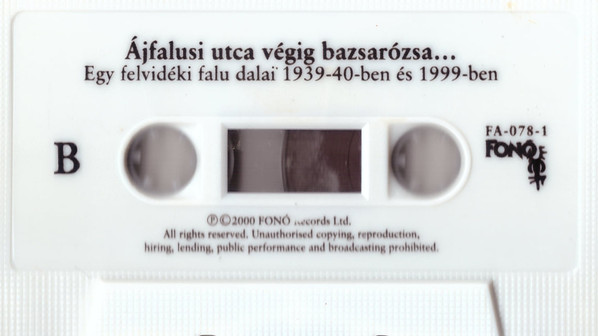 Ájfalusi utca végig bazsarózsa...
Egy felvidéki falu dalai 1939-40-ben és 1999-ben
FA-078-1
FONÓ
B
℗©2000 FONÓ Records Ltd.
All rights reserved. Unauthorised copying, reproduction,
hiring, lending, public performance and broadcasting prohibited.